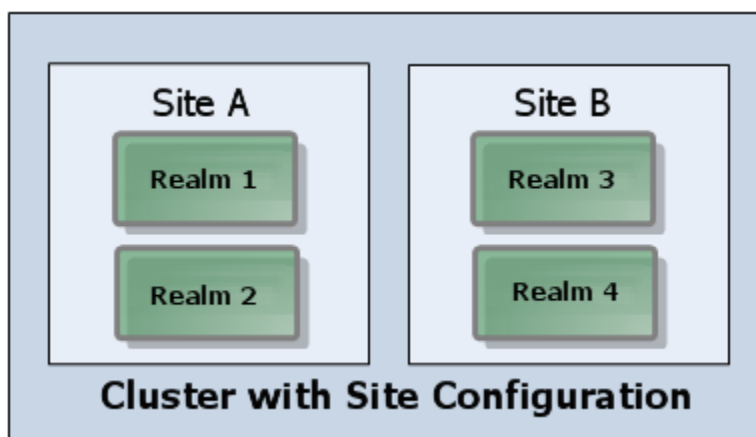 Site A
Realm 1
Realm 2
Site B
Realm 3
Realm 4
Cluster with Site Configuration